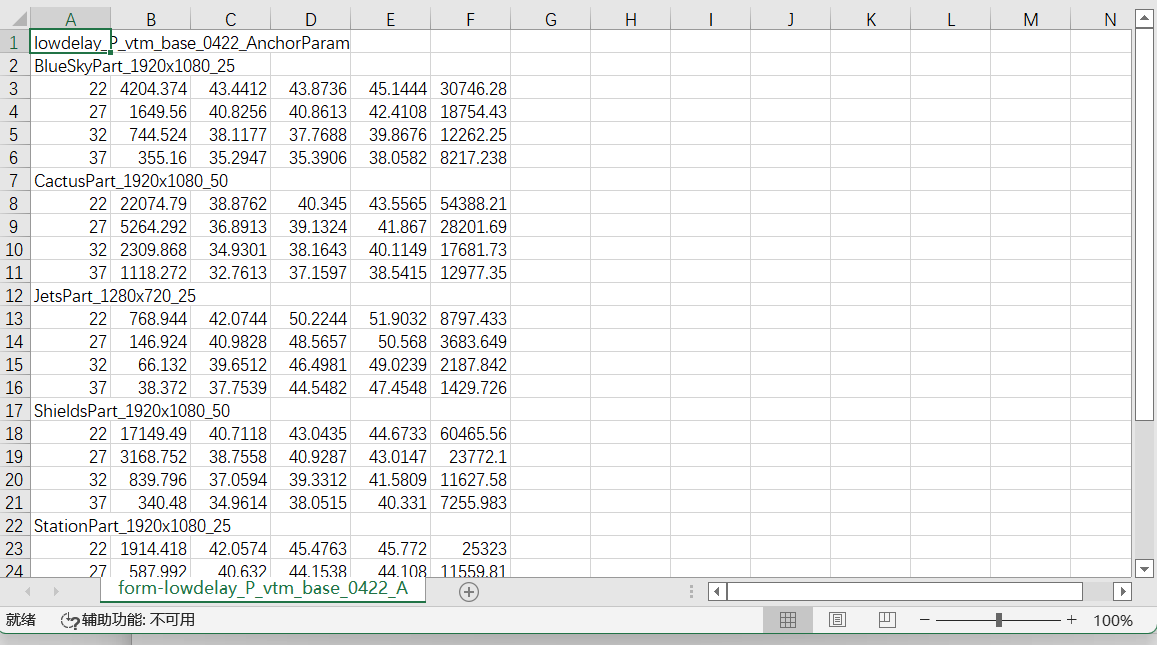 A B C D E F G H I J K L M N
1 lowdelay_P_vtm_base_0422_AnchorParam
2 BlueSkyPart_1920x1080_25
3 22 4204.374 43.4412 43.8736 45.1444 30746.28
4 27 1649.56 40.8256 40.8613 42.4108 18754.43
5 32 744.524 38.1177 37.7688 39.8676 12262.25
6 37 355.16 35.2947 35.3906 38.0582 8217.238
7 CactusPart_1920x1080_50
8 22 22074.79 38.8762 40.345 43.5565 54388.21
9 27 5264.292 36.8913 39.1324 41.867 28201.69
10 32 2309.868 34.9301 38.1643 40.1149 17681.73
11 37 1118.272 32.7613 37.1597 38.5415 12977.35
12 JetsPart_1280x720_25
13 22 768.944 42.0744 50.2244 51.9032 8797.433
14 27 146.924 40.9828 48.5657 50.568 3683.649
15 32 66.132 39.6512 46.4981 49.0239 2187.842
16 37 38.372 37.7539 44.5482 47.4548 1429.726
17 ShieldsPart_1920x1080_50
18 22 17149.49 40.7118 43.0435 44.6733 60465.56
19 27 3168.752 38.7558 40.9287 43.0147 23772.1
20 32 839.796 37.0594 39.3312 41.5809 11627.58
21 37 340.48 34.9614 38.0515 40.331 7255.983
22 StationPart_1920x1080_25
23 22 1914.418 42.0574 45.4763 45.772 25323
24 27 587.992 40.632 44.1538 44.108 11559.81
form-lowdelay_P_vtm_base_0422_A
就绪 辅助功能: 不可用 100%